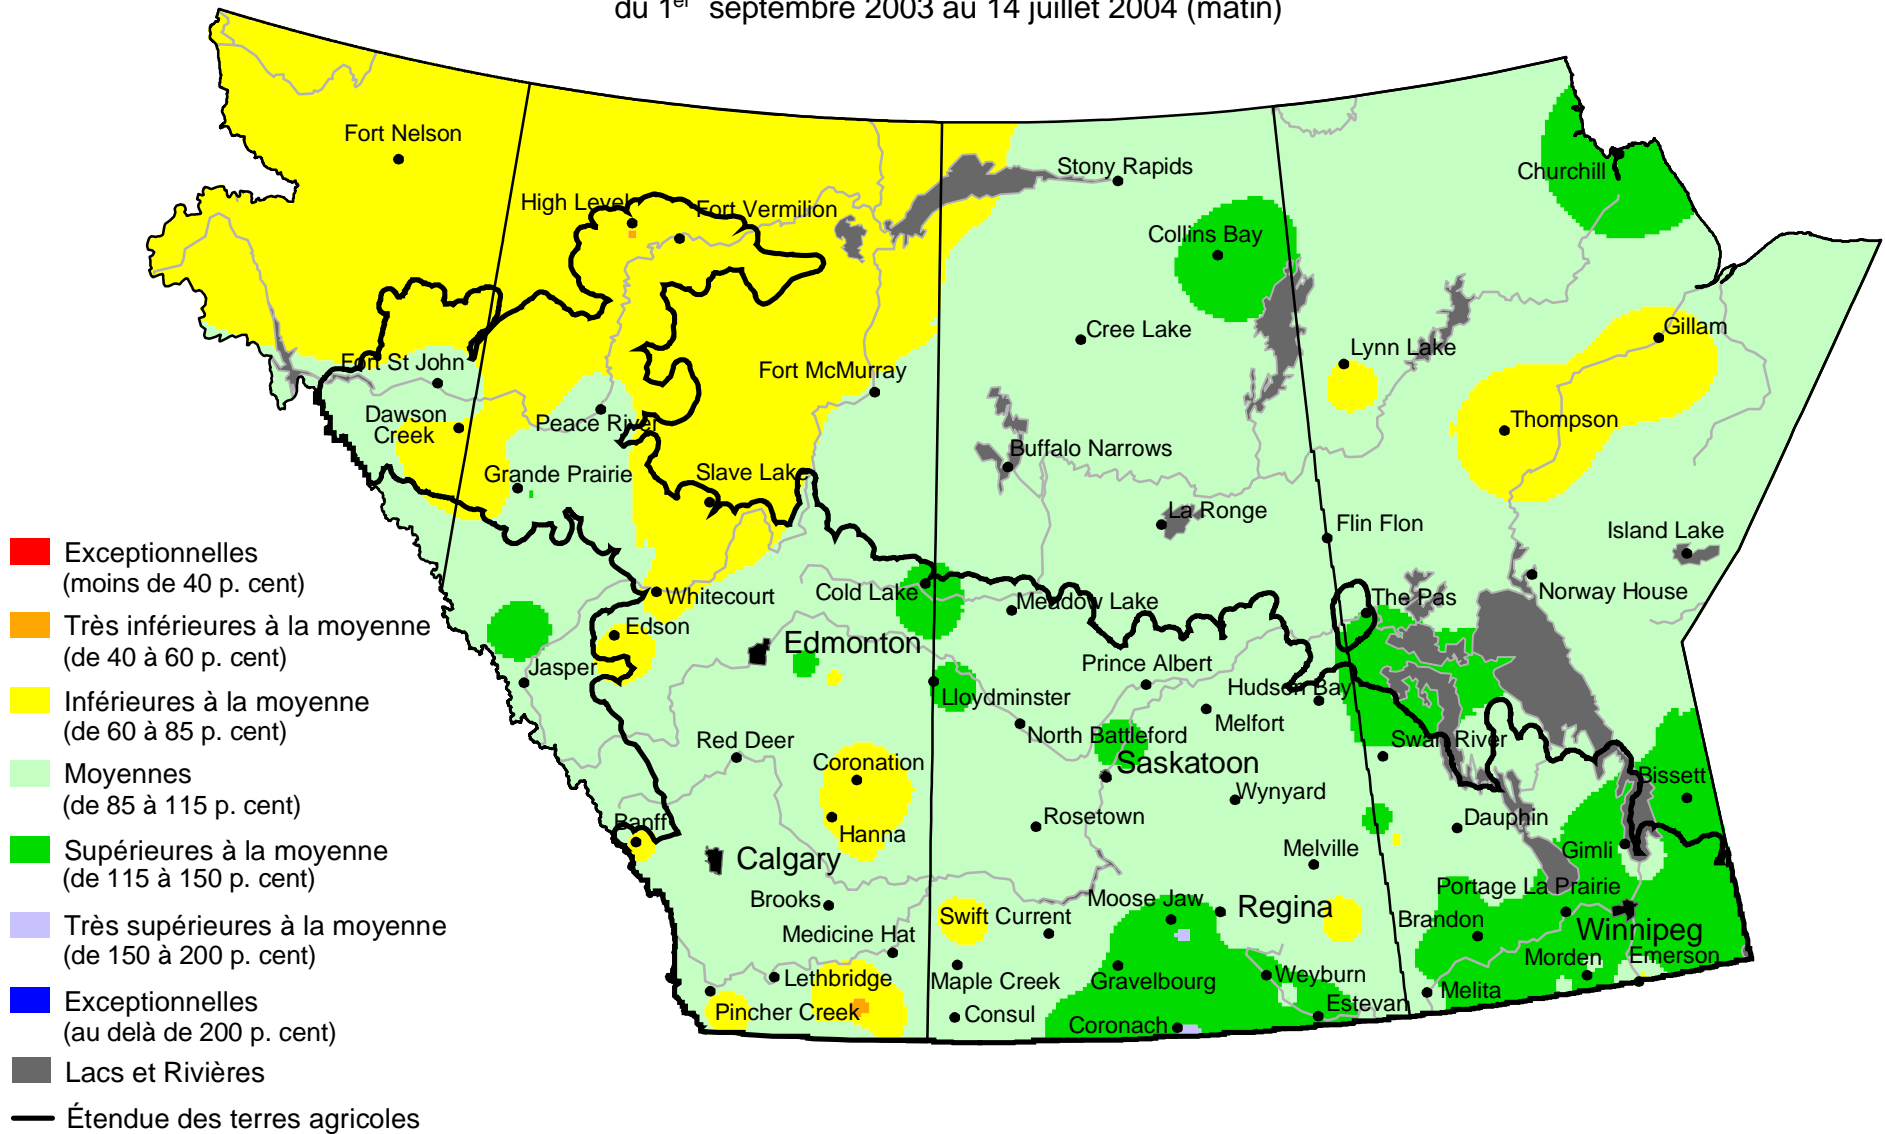 du 1er septembre 2003 au 14 juillet 2004 (matin)
Fort Nelson
Churchill
Stony Rapids
High Level
Fort Vermilion
Collins Bay
Gillam
Cree Lake
Lynn Lake
Fort St John
Fort McMurray
Dawson
Creek
Peace River
Thompson
Buffalo Narrows
Grande Prairie
Slave Lake
La Ronge
Flin Flon
Island Lake
Whitecourt
Cold Lake
Meadow Lake
The Pas
Norway House
Edson
Edmonton
Jasper
Prince Albert
Lloydminster
Hudson Bay
Melfort
North Battleford
Red Deer
Swan River
Coronation
Saskatoon
Bissett
Wynyard
Banff
Hanna
Rosetown
Dauphin
Calgary
Melville
Gimli
Brooks
Moose Jaw
Portage La Prairie
Swift Current
Regina
Brandon
Winnipeg
Medicine Hat
Morden
Emerson
Lethbridge
Maple Creek
Gravelbourg
Weyburn
Melita
Pincher Creek
Consul
Coronach
Estevan
Exceptionnelles
(moins de 40 p. cent)
Très inférieures à la moyenne
(de 40 à 60 p. cent)
Inférieures à la moyenne
(de 60 à 85 p. cent)
Moyennes
(de 85 à 115 p. cent)
Supérieures à la moyenne
(de 115 à 150 p. cent)
Très supérieures à la moyenne
(de 150 à 200 p. cent)
Exceptionnelles
(au delà de 200 p. cent)
Lacs et Rivières
Étendue des terres agricoles